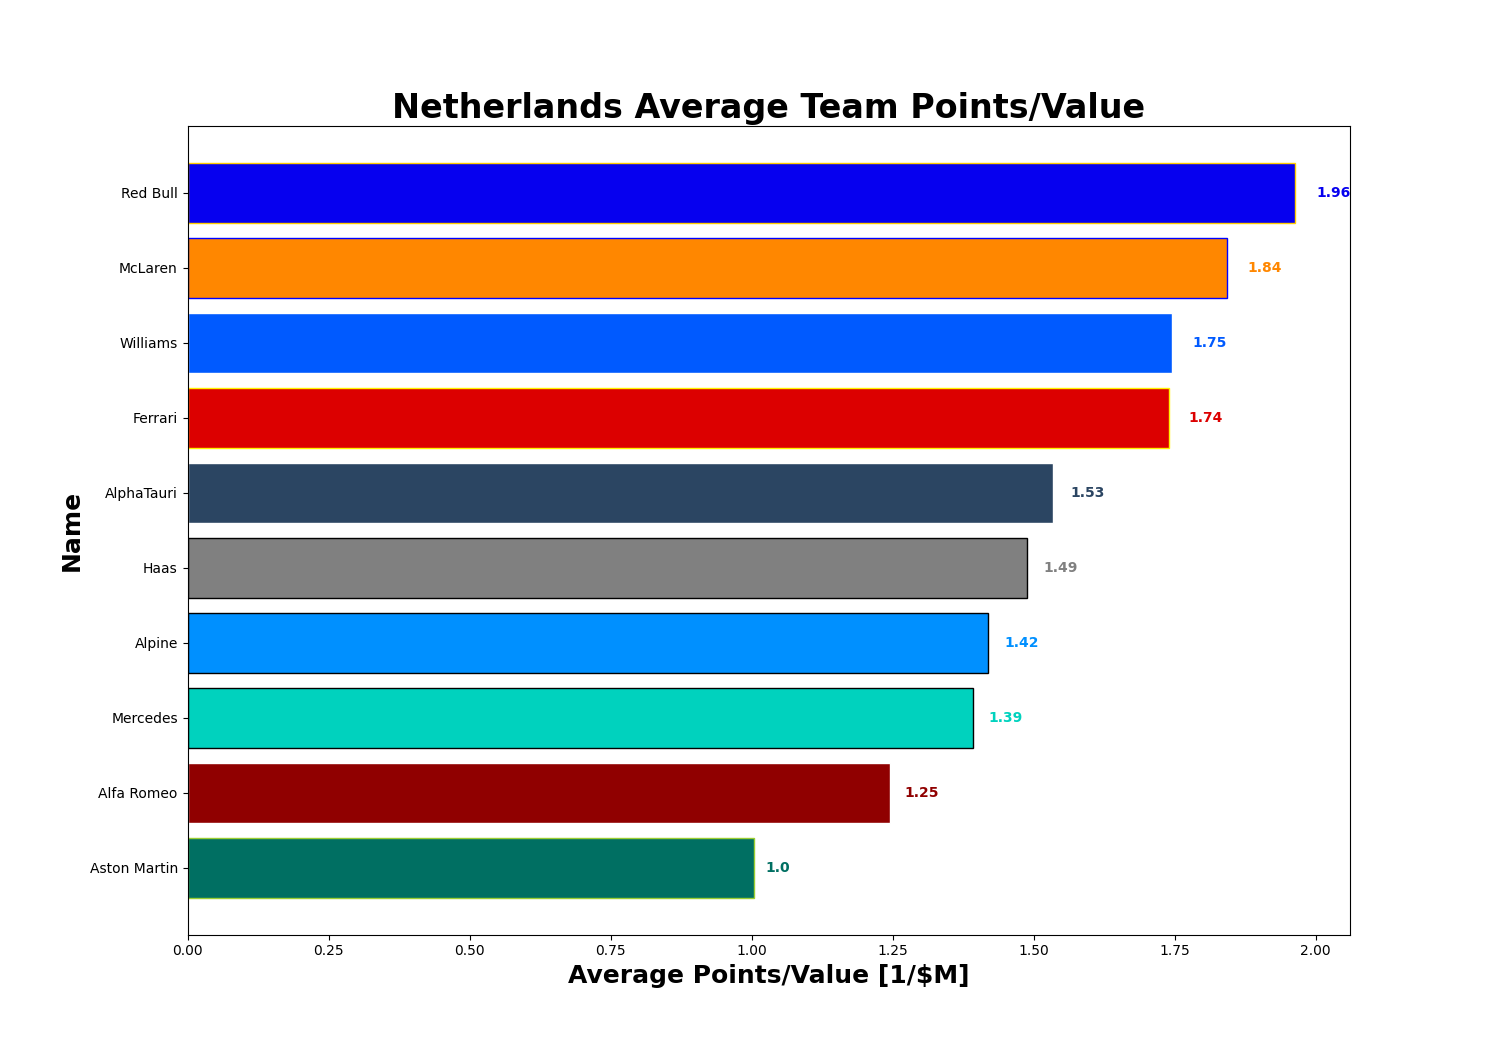 Netherlands Average Team Points/Value
Name
Red Bull 1.96
McLaren 1.84
Williams 1.75
Ferrari 1.74
AlphaTauri 1.53
Haas 1.49
Alpine 1.42
Mercedes 1.39
Alfa Romeo 1.25
Aston Martin 1.0
0.00 0.25 0.50 0.75 1.00 1.25 1.50 1.75 2.00
Average Points/Value [1/$M]